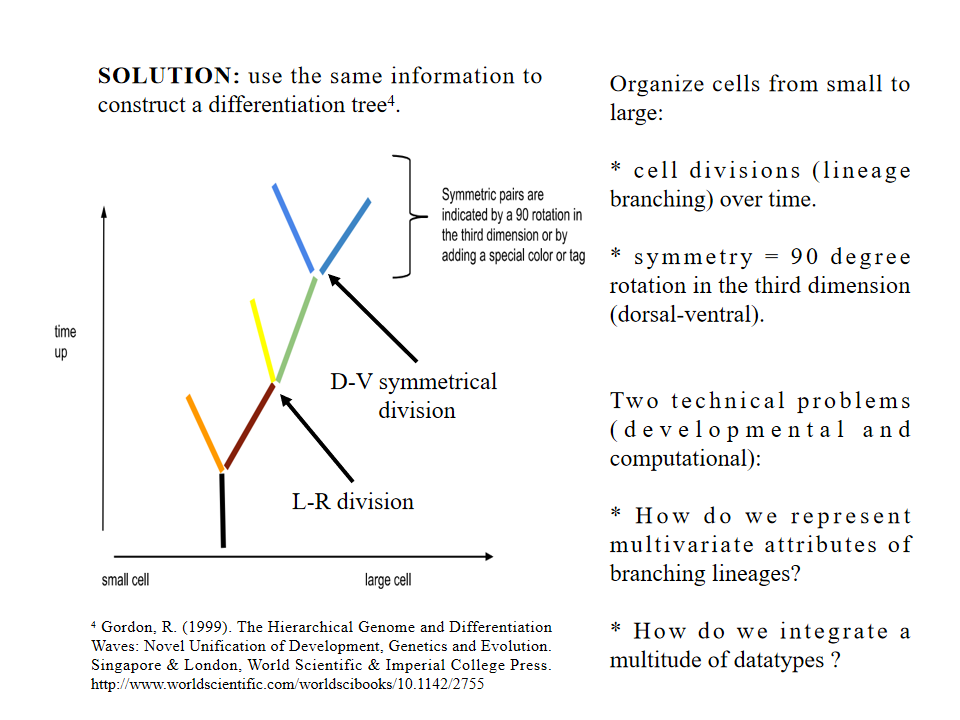 SOLUTION: use the same information to
construct a differentiation tree⁴.
Symmetric pairs are
indicated by a 90 rotation in
the third dimension or by
adding a special color or tag
time
up
D-V symmetrical
division
L-R division
small cell
large cell
⁴ Gordon, R. (1999). The Hierarchical Genome and Differentiation
Waves: Novel Unification of Development, Genetics and Evolution.
Singapore & London, World Scientific & Imperial College Press.
http://www.worldscientific.com/worldscibooks/10.1142/2755
Organize cells from small to
large:
* cell divisions (lineage
branching) over time.
* symmetry = 90 degree
rotation in the third dimension
(dorsal-ventral).
Two technical problems
(developmental and
computational):
* How do we represent
multivariate attributes of
branching lineages?
* How do we integrate a
multitude of datatypes ?